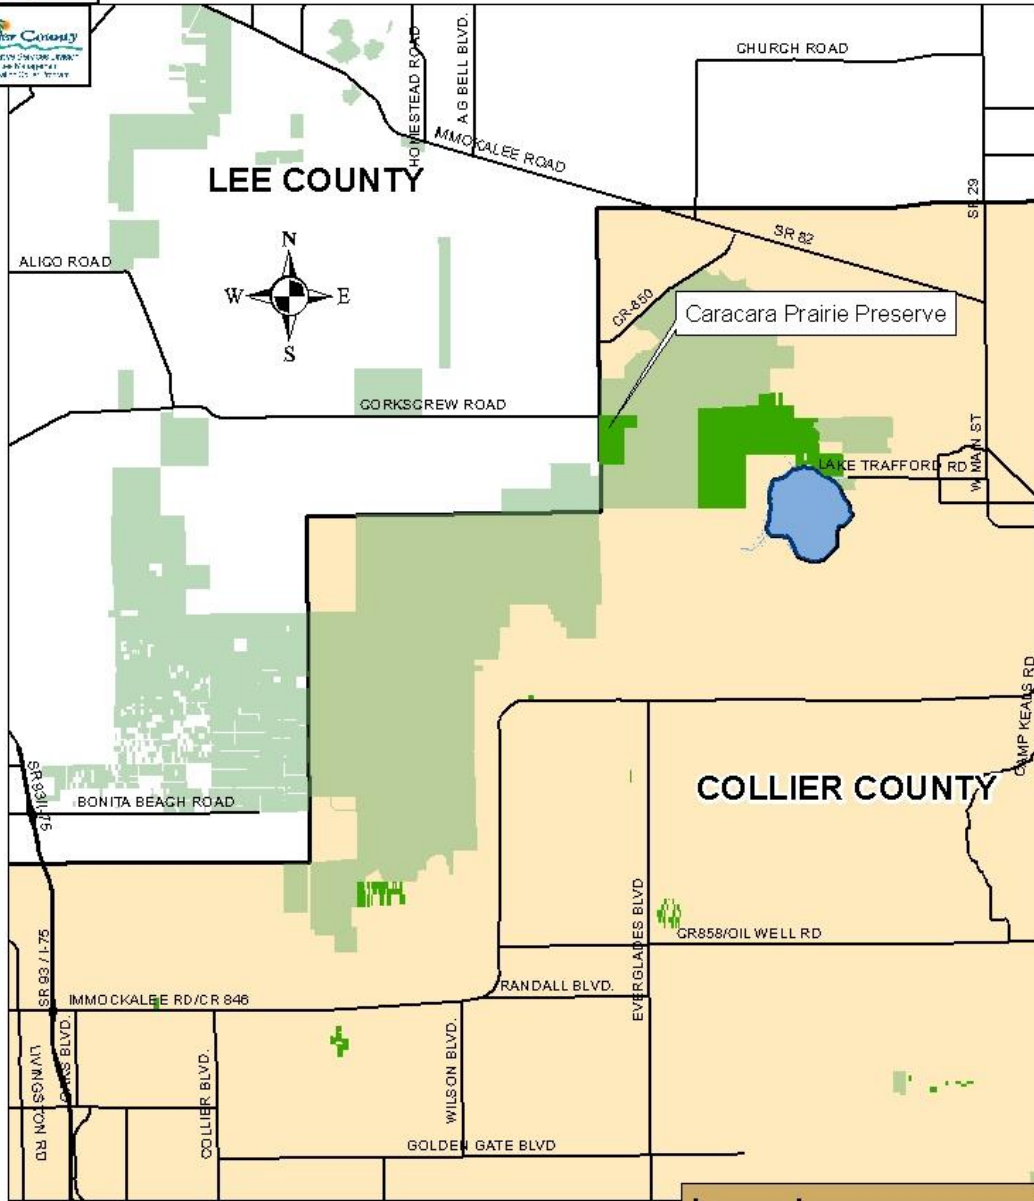 County
HOMESTEAD ROAD
A G BELL BLVD.
CHURCH ROAD
IMMOKALEE ROAD
LEE COUNTY
SR 29
N
W E
S
ALICO ROAD
SR 82
CR-850
Caracara Prairie Preserve
CORKSCREW ROAD
W MAIN ST
LAKE TRAFFORD RD
CAMP KEAIS RD
COLLIER COUNTY
SR 93/I-75
BONITA BEACH ROAD
EVERGLADES BLVD
CR858/OIL WELL RD
SR 93 / I-75
RANDALL BLVD.
IMMOCKALEE RD/CR 846
LIVINGSTON RD
BLVD.
COLLIER BLVD.
WILSON BLVD.
GOLDEN GATE BLVD